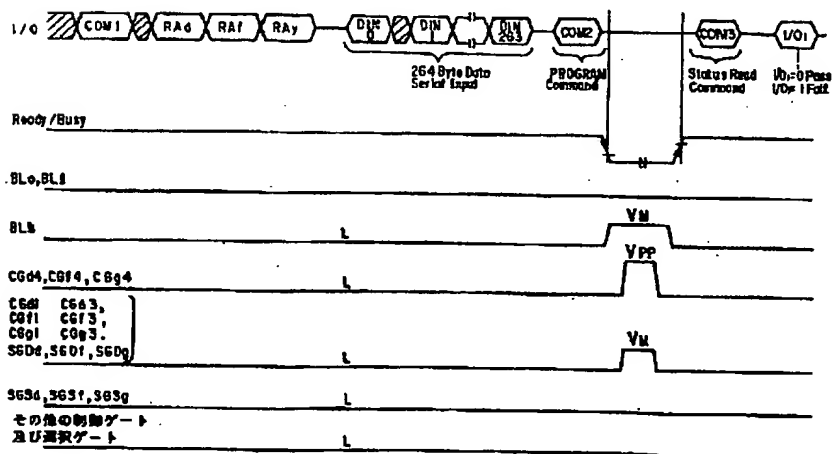 I/O COM1 RAd RAf RAy DIN 0 DIN 1 DIN 263 COM2 COM3 I/O1
264 Byte Data
Serial Input
PROGRAM
Command
Status Read
Command
I/O1=0 Pass
I/O1=1 Fail
Ready/Busy
BL0,BL1
BLk L VM
CGd4,CGf4,CGg4 L VPP
CGd1 CGd3,
CGf1 CGf3,
CGg1 CGg3.
SGDd,SGDf,SGDg L VM
SGSd,SGSf,SGSg L
その他の制御ゲート
及び選択ゲート L